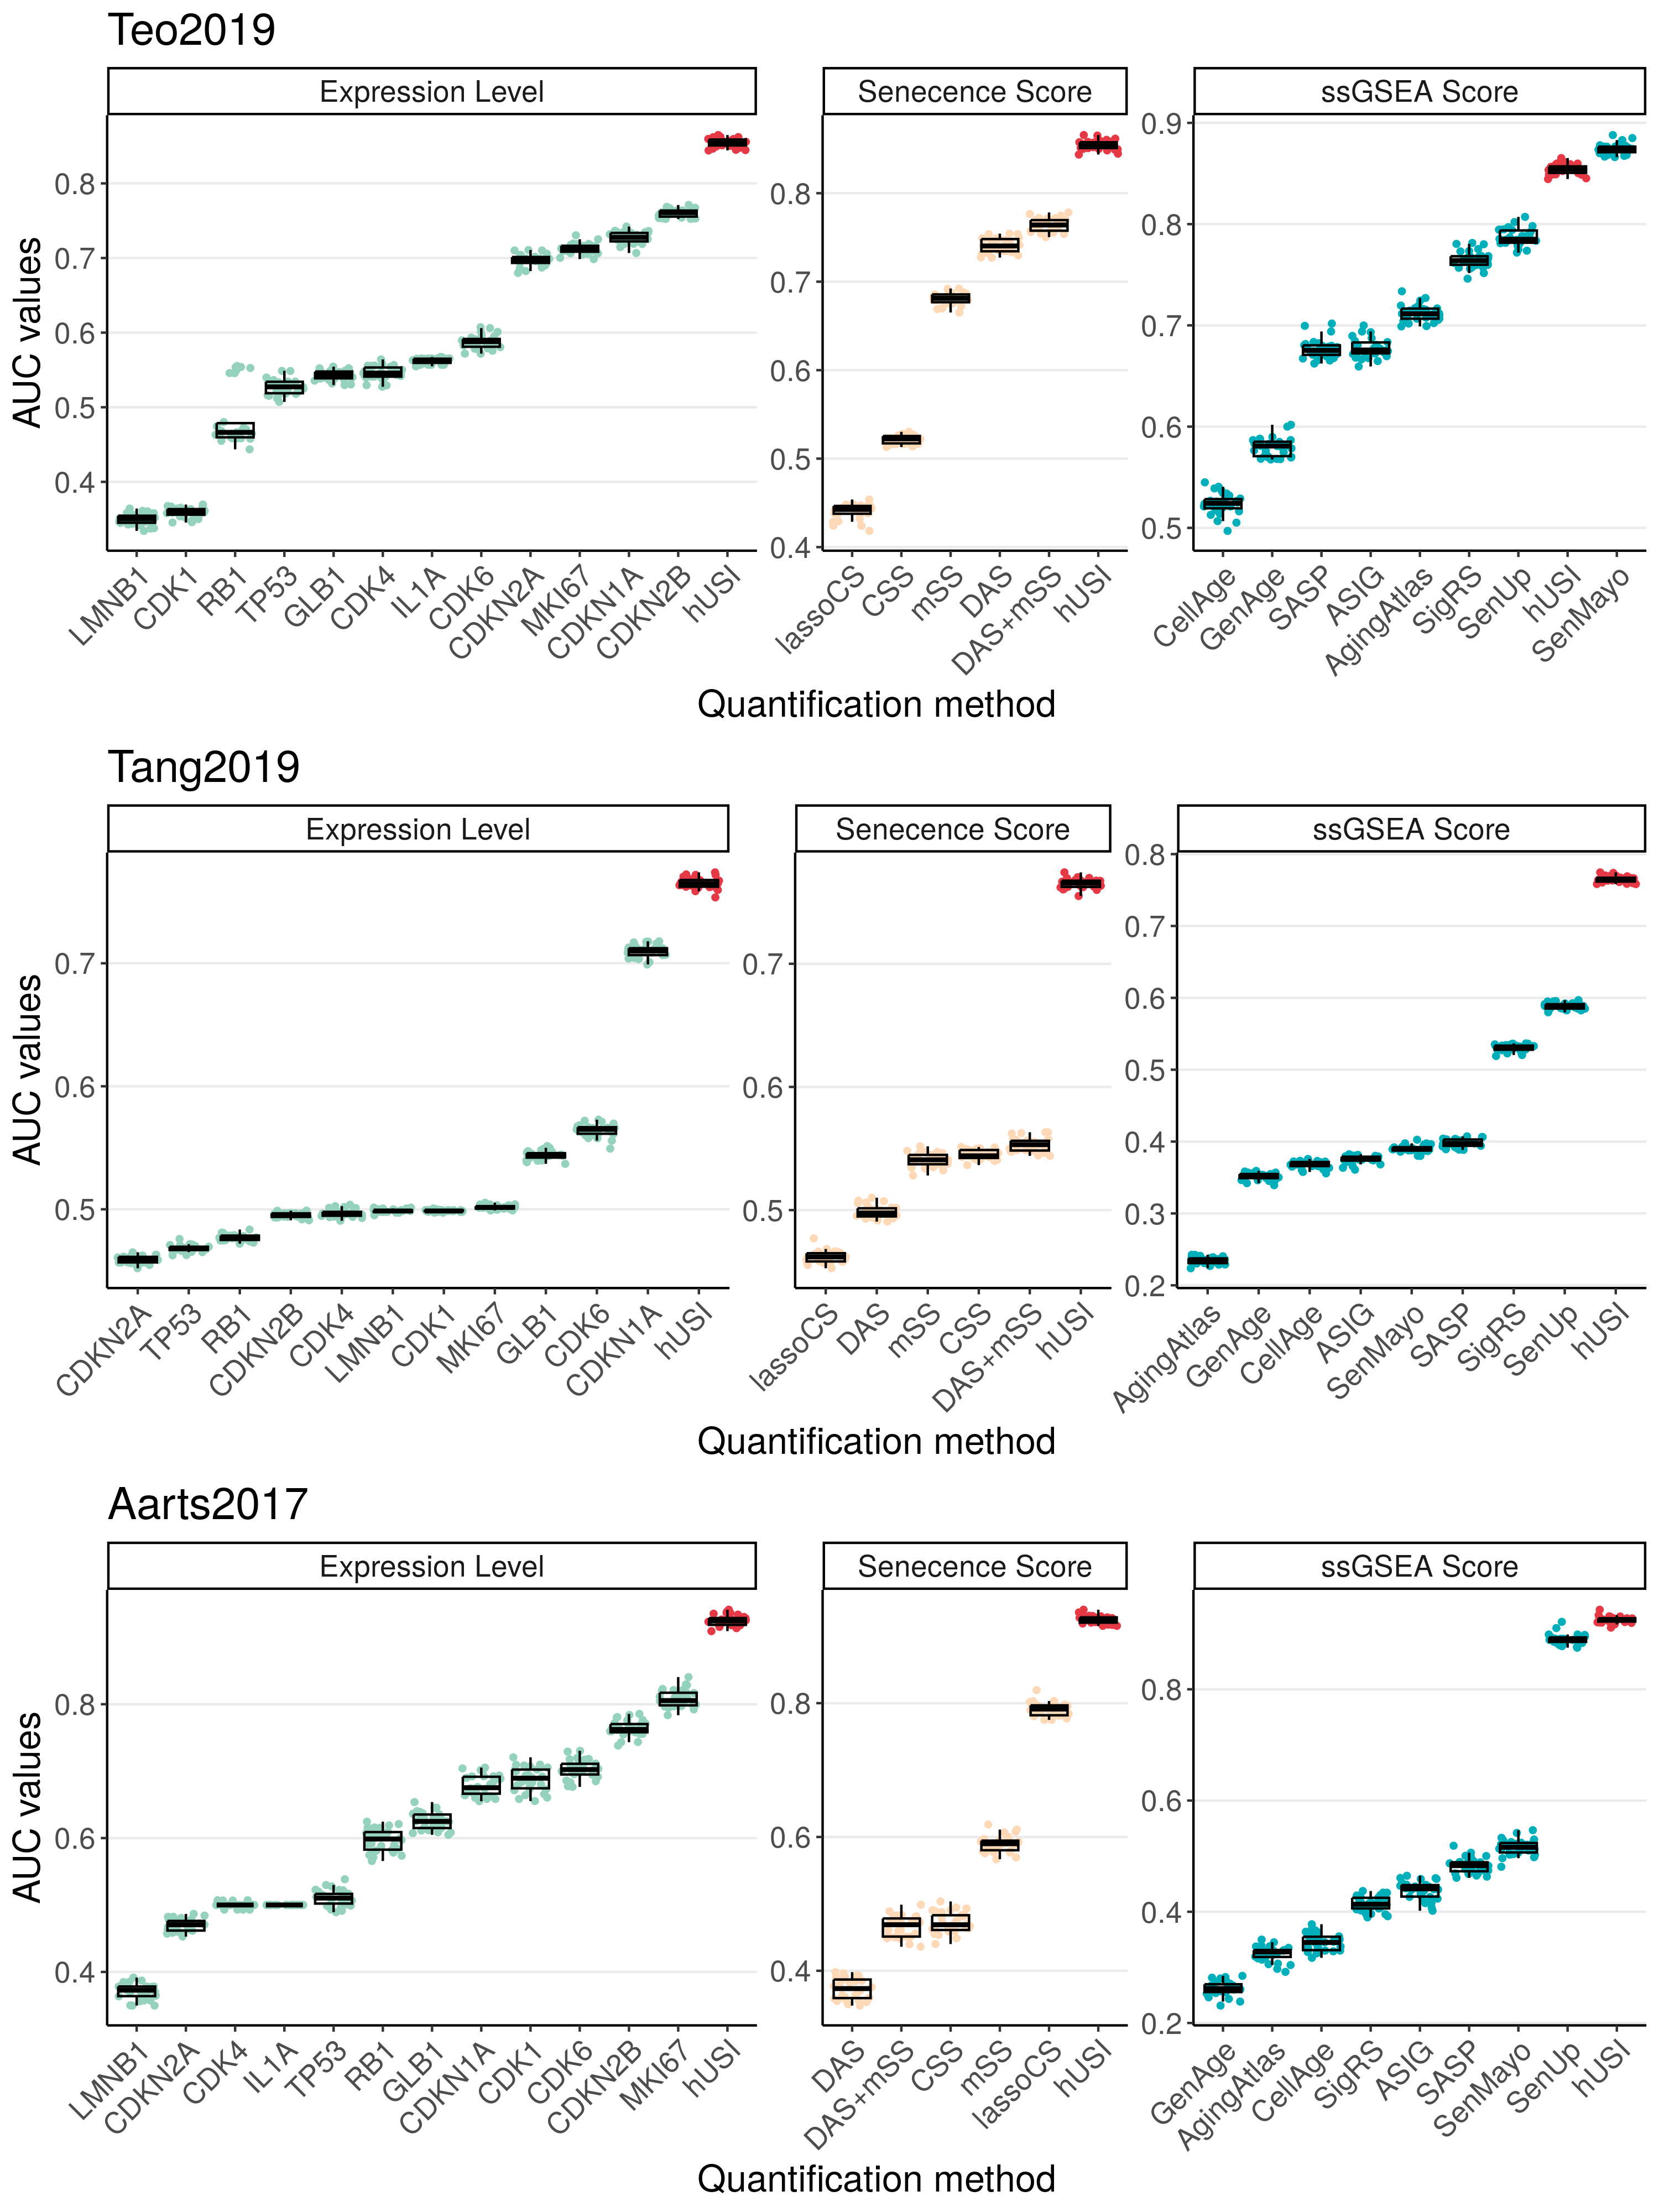 Teo2019
Expression Level
Senecence Score
ssGSEA Score
AUC values
0.8
0.7
0.6
0.5
0.4
0.8
0.7
0.6
0.5
0.4
0.9
0.8
0.7
0.6
0.5
LMNB1
CDK1
RB1
TP53
GLB1
CDK4
IL1A
CDK6
CDKN2A
MKI67
CDKN1A
CDKN2B
hUSI
lassoCS
CSS
mSS
DAS
DAS+mSS
hUSI
CellAge
GenAge
SASP
ASIG
AgingAtlas
SigRS
SenUp
hUSI
SenMayo
Quantification method
Tang2019
Expression Level
Senecence Score
ssGSEA Score
AUC values
0.7
0.6
0.5
0.7
0.6
0.5
0.8
0.7
0.6
0.5
0.4
0.3
0.2
CDKN2A
TP53
RB1
CDKN2B
CDK4
LMNB1
CDK1
MKI67
GLB1
CDK6
CDKN1A
hUSI
lassoCS
DAS
mSS
CSS
DAS+mSS
hUSI
AgingAtlas
GenAge
CellAge
ASIG
SenMayo
SASP
SigRS
SenUp
hUSI
Quantification method
Aarts2017
Expression Level
Senecence Score
ssGSEA Score
AUC values
0.8
0.6
0.4
0.8
0.6
0.4
0.8
0.6
0.4
0.2
LMNB1
CDKN2A
CDK4
IL1A
TP53
RB1
GLB1
CDKN1A
CDK1
CDK6
CDKN2B
MKI67
hUSI
DAS
DAS+mSS
CSS
mSS
lassoCS
hUSI
GenAge
AgingAtlas
CellAge
SigRS
ASIG
SASP
SenMayo
SenUp
hUSI
Quantification method